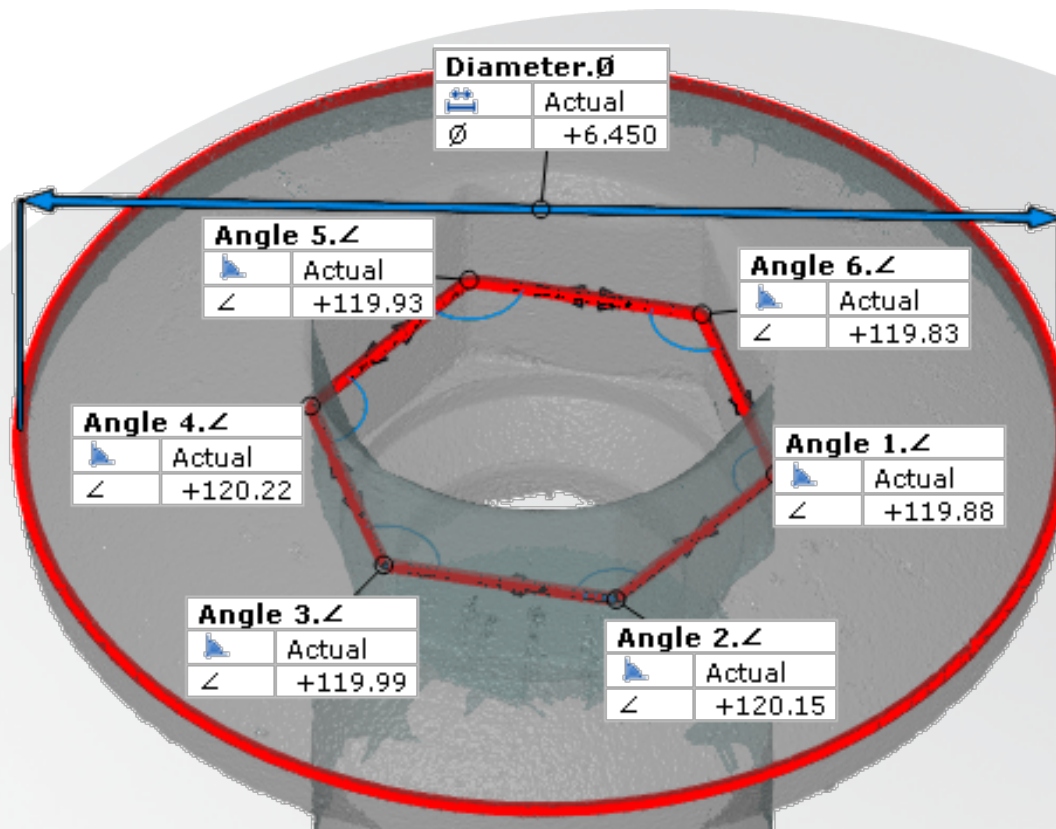 Diameter.Ø
Actual
Ø +6.450
Angle 5.∠
Actual
∠ +119.93
Angle 6.∠
Actual
∠ +119.83
Angle 4.∠
Actual
∠ +120.22
Angle 1.∠
Actual
∠ +119.88
Angle 3.∠
Actual
∠ +119.99
Angle 2.∠
Actual
∠ +120.15